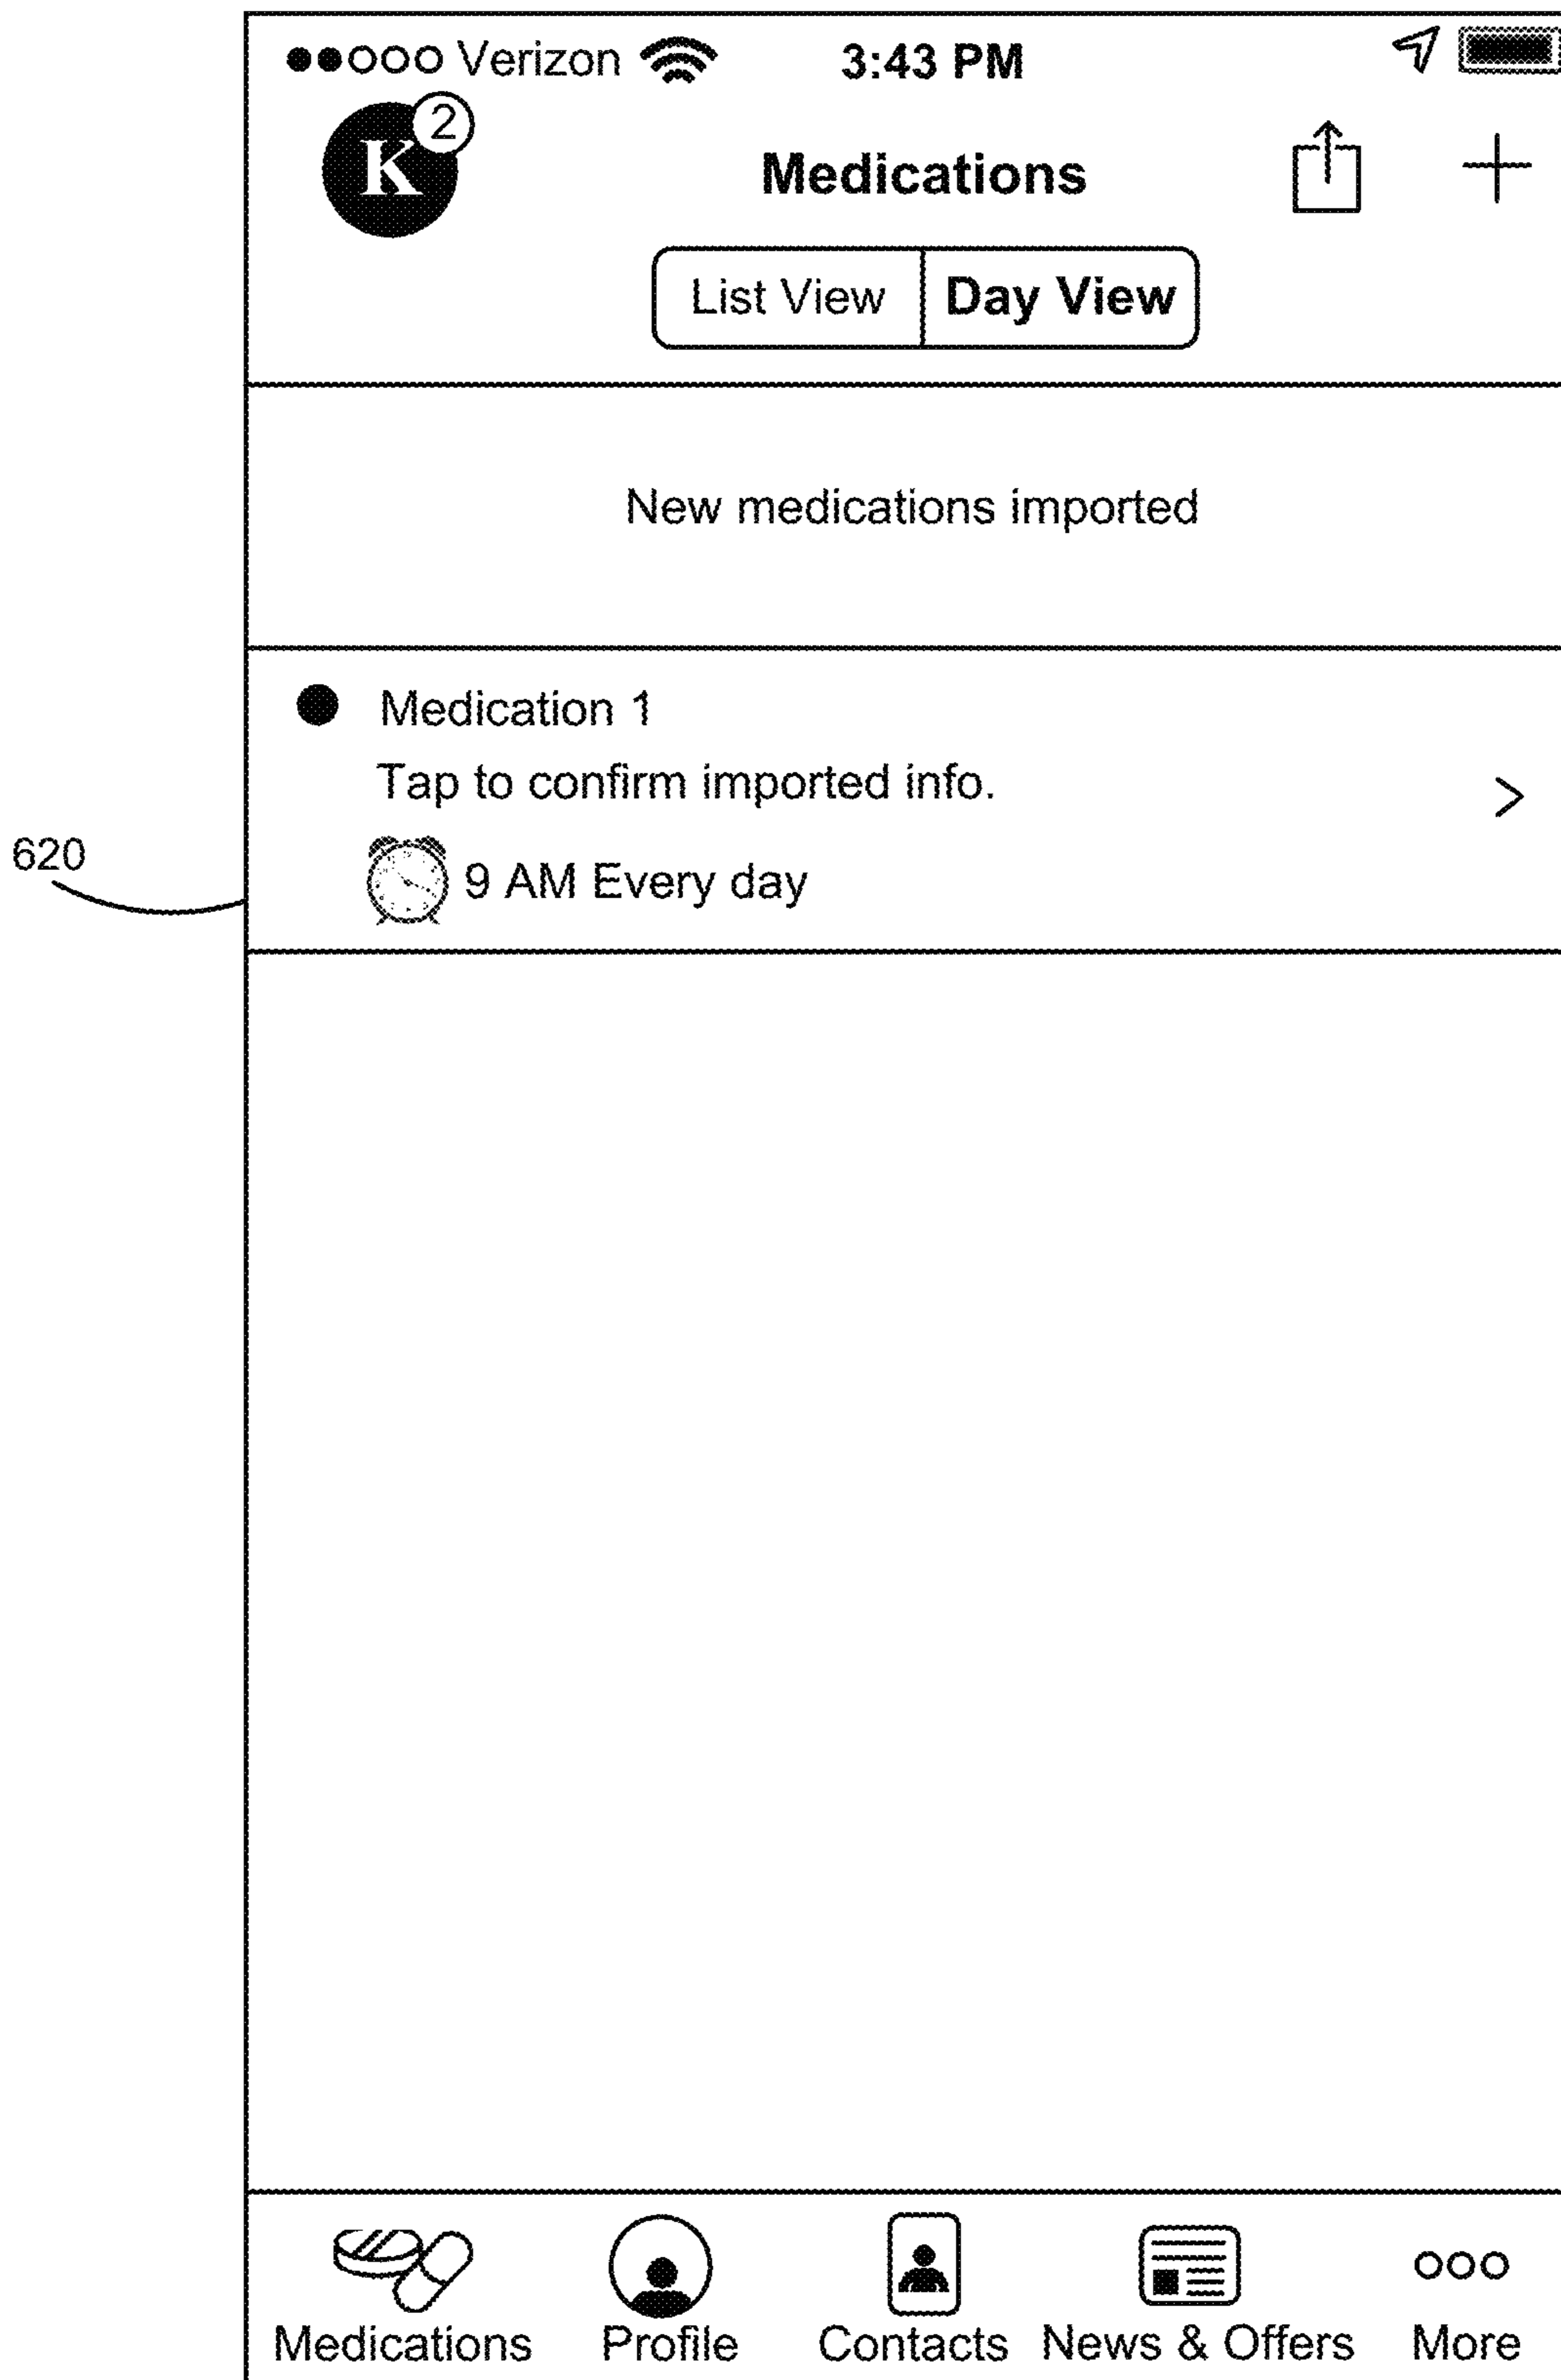 Verizon 3:43 PM
K 2
Medications
List View Day View
New medications imported
Medication 1
Tap to confirm imported info.
620
9 AM Every day
Medications Profile Contacts News & Offers More